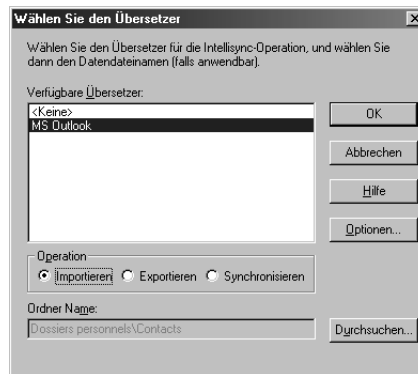 Wählen Sie den Übersetzer
Wählen Sie den Übersetzer für die Intellisync-Operation, und wählen Sie
dann den Datendateinamen (falls anwendbar).
Verfügbare Übersetzer:
<Keine>
MS Outlook
OK
Abbrechen
Hilfe
Optionen...
Operation
Importieren Exportieren Synchronisieren
Ordner Name:
Dossiers personnels\Contacts
Durchsuchen...